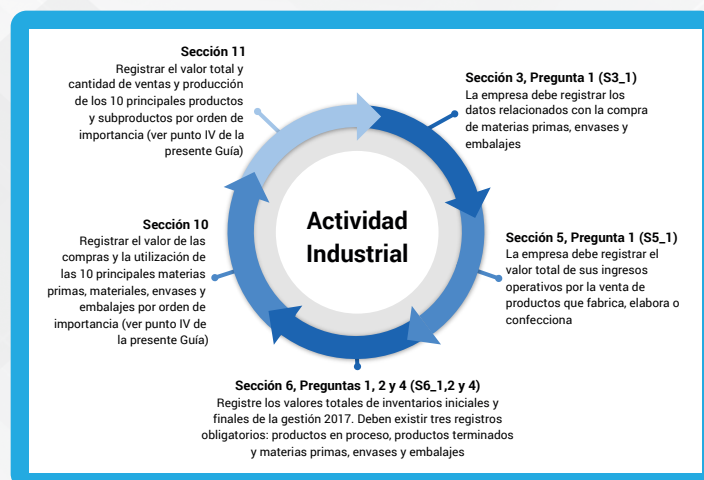 Sección 11
Registrar el valor total y
cantidad de ventas y producción
de los 10 principales productos
y subproductos por orden de
importancia (ver punto IV de la
presente Guía)
Sección 3, Pregunta 1 (S3_1)
La empresa debe registrar los
datos relacionados con la compra
de materias primas, envases y
embalajes
Actividad
Industrial
Sección 10
Registrar el valor de las
compras y la utilización de
las 10 principales materias
primas, materiales, envases y
embalajes por orden de
importancia (ver punto IV de
la presente Guía)
Sección 5, Pregunta 1 (S5_1)
La empresa debe registrar el
valor total de sus ingresos
operativos por la venta de
productos que fabrica, elabora o
confecciona
Sección 6, Preguntas 1, 2 y 4 (S6_1,2 y 4)
Registre los valores totales de inventarios iniciales y
finales de la gestión 2017. Deben existir tres registros
obligatorios: productos en proceso, productos terminados
y materias primas, envases y embalajes